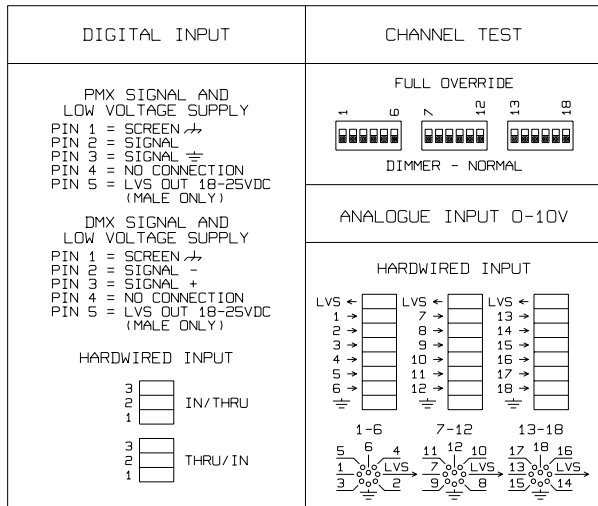 DIGITAL INPUT
PMX SIGNAL AND
LOW VOLTAGE SUPPLY
PIN 1 = SCREEN
PIN 2 = SIGNAL
PIN 3 = SIGNAL
PIN 4 = NO CONNECTION
PIN 5 = LVS OUT 18-25VDC
(MALE ONLY)
DMX SIGNAL AND
LOW VOLTAGE SUPPLY
PIN 1 = SCREEN
PIN 2 = SIGNAL -
PIN 3 = SIGNAL +
PIN 4 = NO CONNECTION
PIN 5 = LVS OUT 18-25VDC
(MALE ONLY)
HARDWIRED INPUT
3
2 IN/THRU
1
3
2 THRU/IN
1
CHANNEL TEST
FULL OVERRIDE
1 6 7 12 13 18
DIMMER - NORMAL
ANALOGUE INPUT 0-10V
HARDWIRED INPUT
LVS ← LVS ← LVS ←
1 → 7 → 13 →
2 → 8 → 14 →
3 → 9 → 15 →
4 → 10 → 16 →
5 → 11 → 17 →
6 → 12 → 18 →
1-6 7-12 13-18
5 6 4 11 12 10 17 18 16
1 LVS 7 LVS 13 LVS
3 2 9 8 15 14